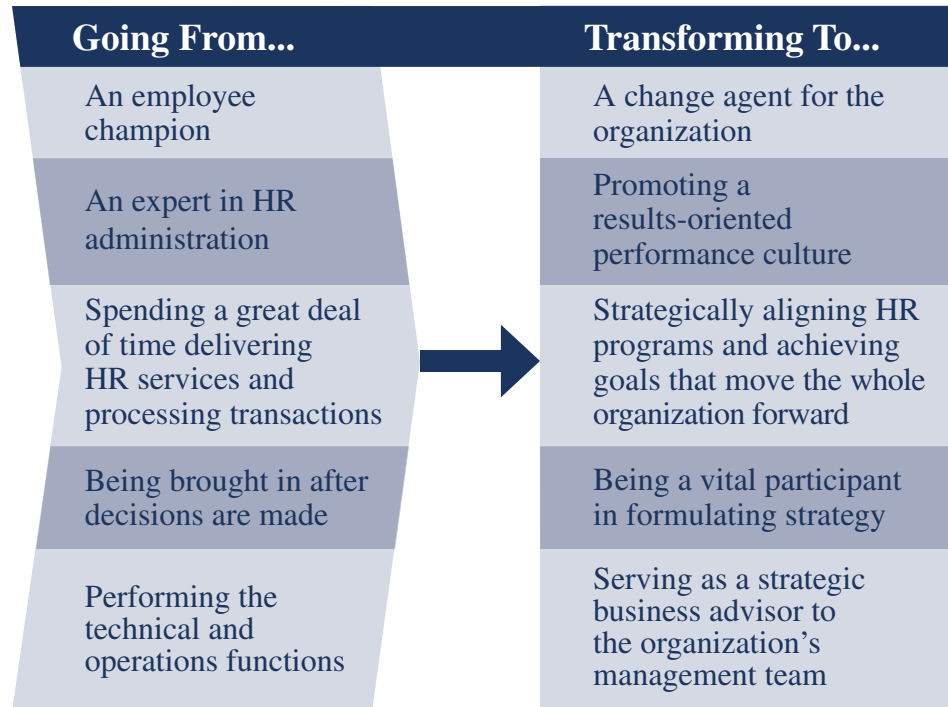 Going From...
Transforming To...
An employee
champion
A change agent for the
organization
An expert in HR
administration
Promoting a
results-oriented
performance culture
Spending a great deal
of time delivering
HR services and
processing transactions
Strategically aligning HR
programs and achieving
goals that move the whole
organization forward
Being brought in after
decisions are made
Being a vital participant
in formulating strategy
Performing the
technical and
operations functions
Serving as a strategic
business advisor to
the organization’s
management team